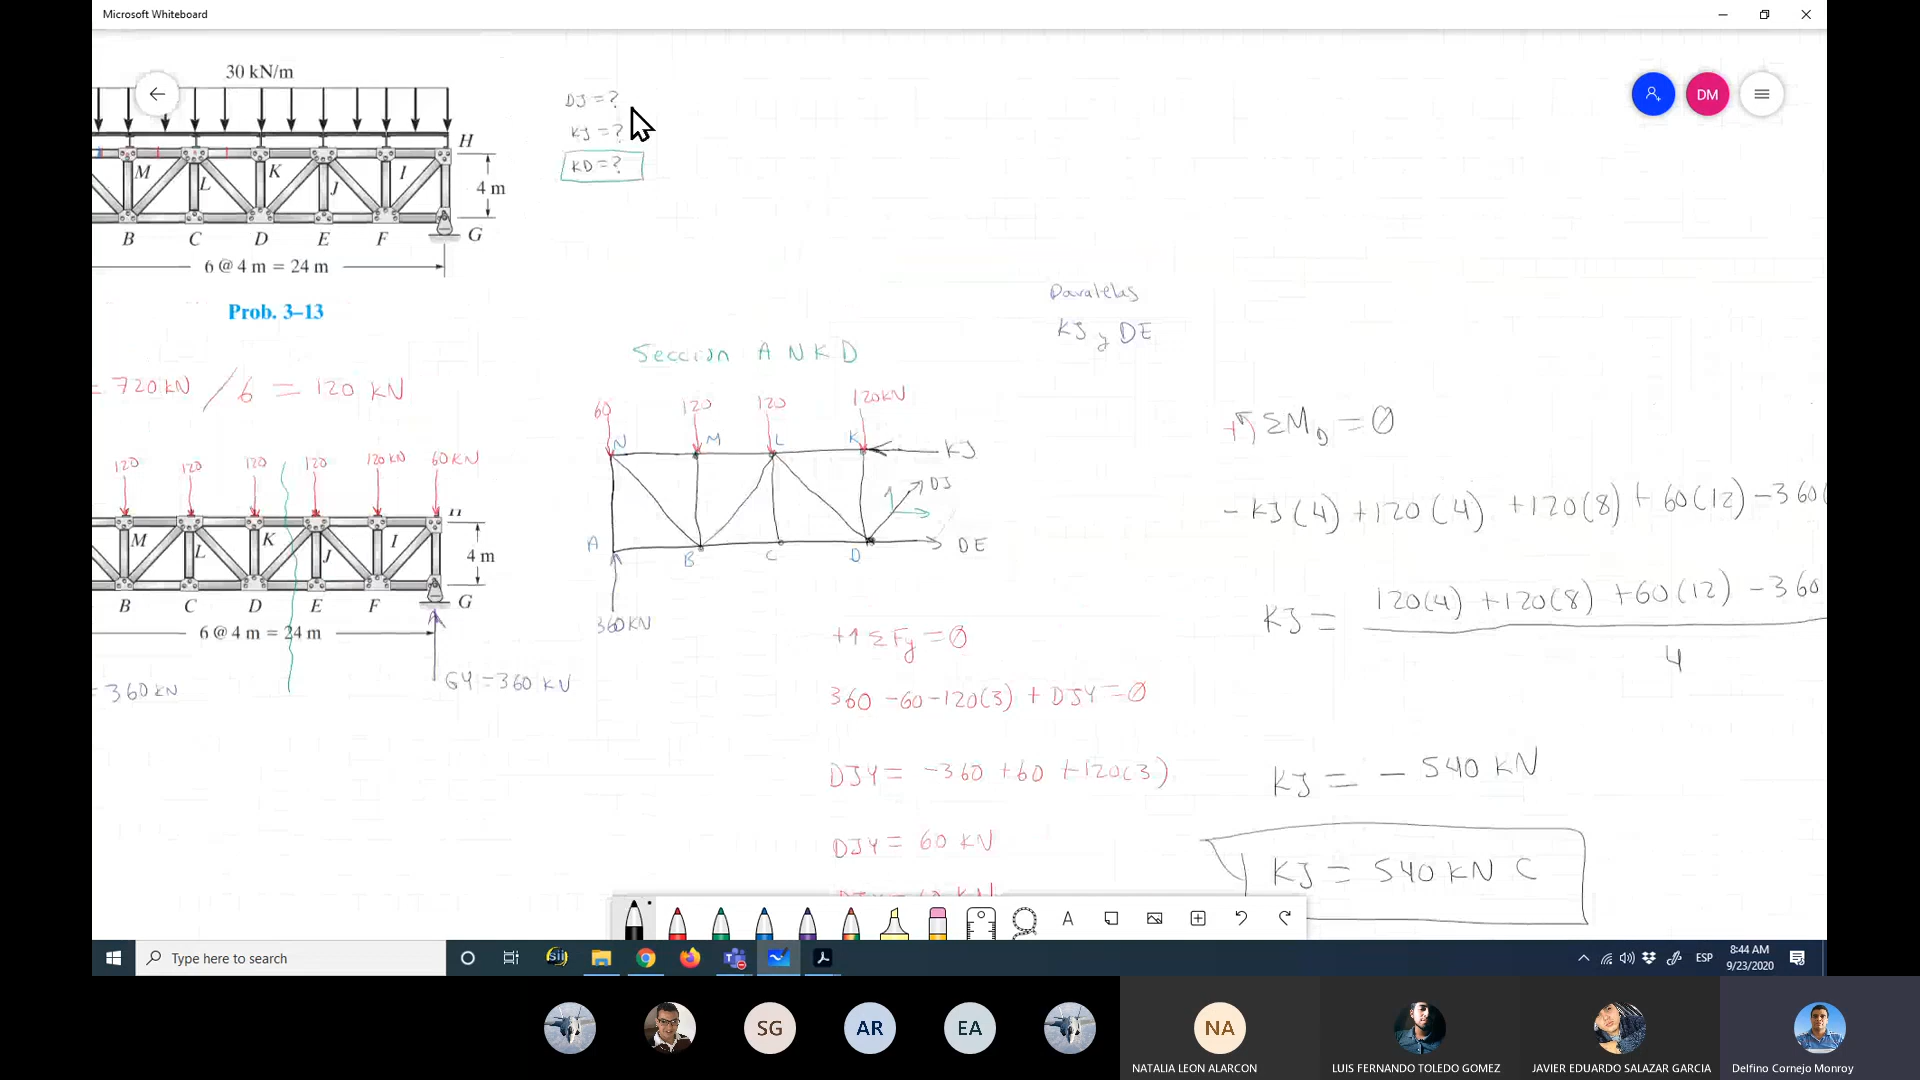 Microsoft Whiteboard
30 kN/m
H
M
L
K
J
I
4 m
B
C
D
E
F
G
6 @ 4 m = 24 m
Prob. 3–13
DJ = ?
KJ = ?
KD = ?
DM
= 720 kN / 6 = 120 KN
120
120
120
120
120 KN
60 KN
H
M
L
K
J
I
4 m
B
C
D
E
F
G
6 @ 4 m = 24 m
= 360 KN
GY = 360 KN
Sección A N K D
60
120
120
120 KN
N
M
L
K
KJ
DJ
A
B
C
D
DE
360 KN
Paralelas
KJ y DE
+↑ ΣFy = 0
360 - 60 - 120(3) + DJY = 0
DJY = -360 + 60 + 120(3)
DJY = 60 KN
ΣM D = 0
- KJ(4) + 120(4) + 120(8) + 60(12) - 360(
KJ = 120(4) + 120(8) + 60(12) - 360
4
KJ = - 540 KN
KJ = 540 KN C
A
Type here to search
sii
ESP
8:44 AM
9/23/2020
SG
AR
EA
NA
NATALIA LEON ALARCON
LUIS FERNANDO TOLEDO GOMEZ
JAVIER EDUARDO SALAZAR GARCIA
Delfino Cornejo Monroy